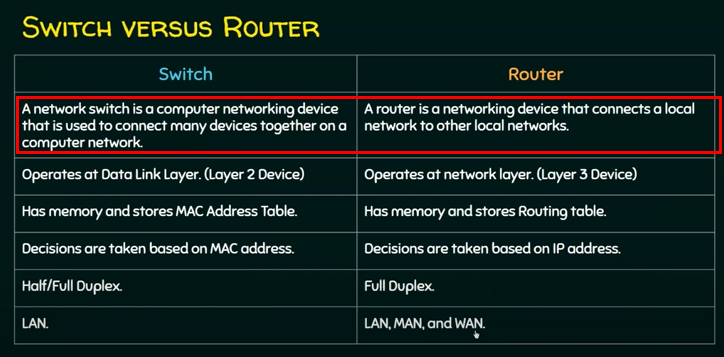 SWITCH VERSUS ROUTER
Switch
Router
A network switch is a computer networking device
that is used to connect many devices together on a
computer network.
A router is a networking device that connects a local
network to other local networks.
Operates at Data Link Layer. (Layer 2 Device)
Operates at network layer. (Layer 3 Device)
Has memory and stores MAC Address Table.
Has memory and stores Routing table.
Decisions are taken based on MAC address.
Decisions are taken based on IP address.
Half/Full Duplex.
Full Duplex.
LAN.
LAN, MAN, and WAN.